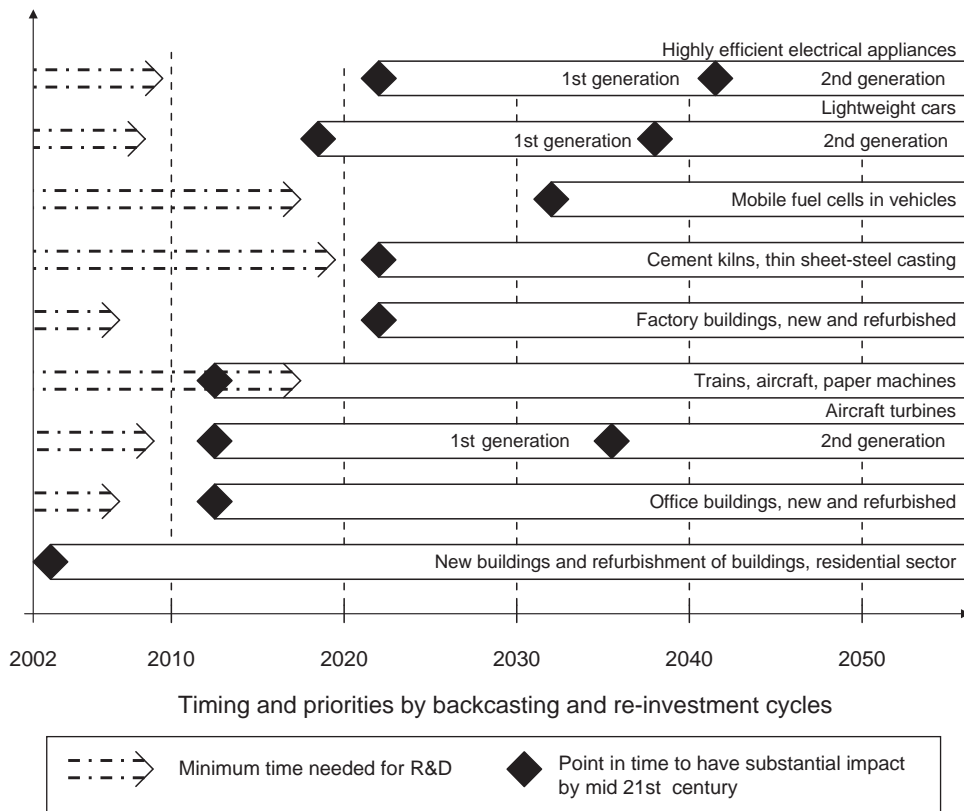 Highly efficient electrical appliances
1st generation 2nd generation
Lightweight cars
1st generation 2nd generation
Mobile fuel cells in vehicles
Cement kilns, thin sheet-steel casting
Factory buildings, new and refurbished
Trains, aircraft, paper machines
Aircraft turbines
1st generation 2nd generation
Office buildings, new and refurbished
New buildings and refurbishment of buildings, residential sector
2002 2010 2020 2030 2040 2050
Timing and priorities by backcasting and re-investment cycles
Minimum time needed for R&D
Point in time to have substantial impact
by mid 21st century